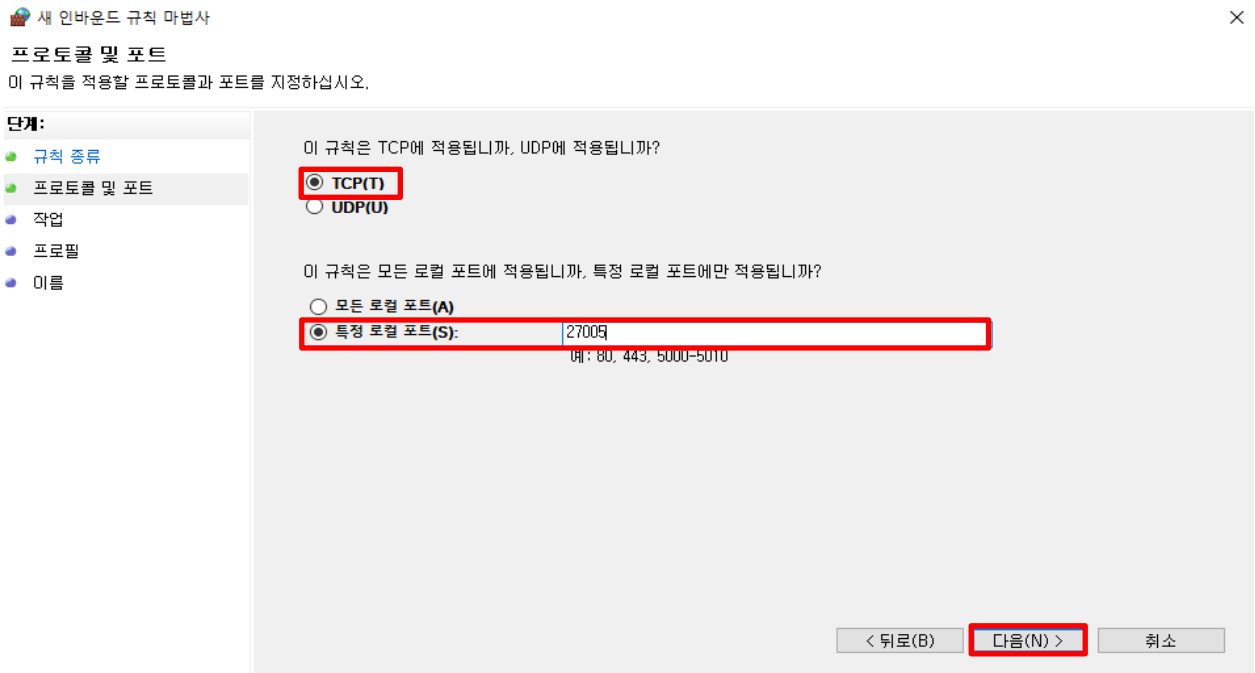 새 인바운드 규칙 마법사
프로토콜 및 포트
이 규칙을 적용할 프로토콜과 포트를 지정하십시오.
단계:
규칙 종류
프로토콜 및 포트
작업
프로필
이름
이 규칙은 TCP에 적용됩니까, UDP에 적용됩니까?
TCP(T)
UDP(U)
이 규칙은 모든 로컬 포트에 적용됩니까, 특정 로컬 포트에만 적용됩니까?
모든 로컬 포트(A)
특정 로컬 포트(S): 27005
예: 80, 443, 5000-5010
< 뒤로(B) 다음(N) > 취소